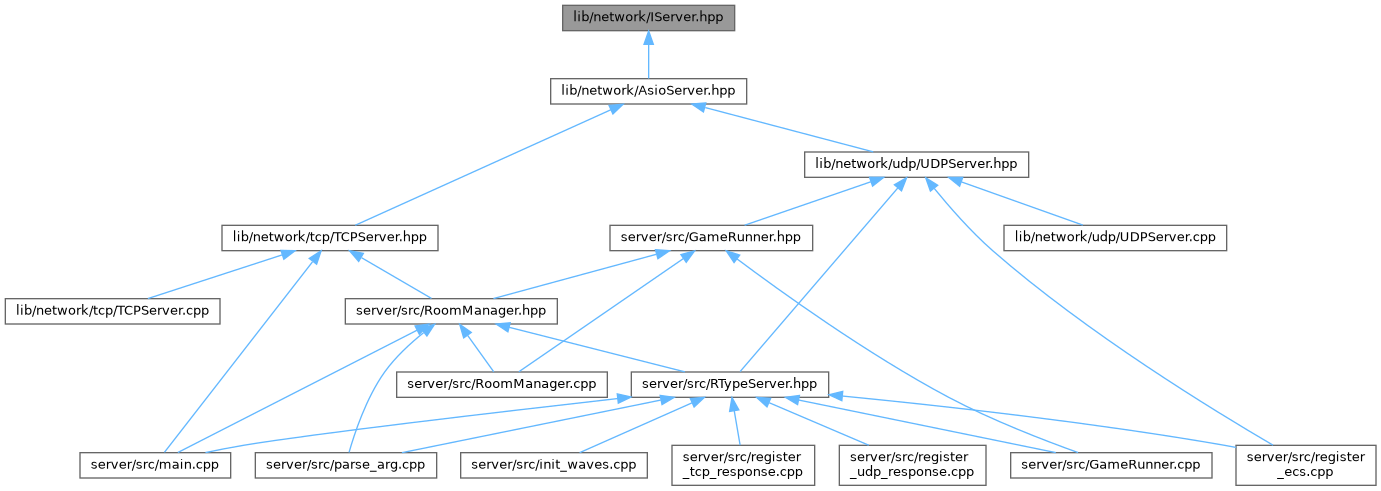 lib/network/IServer.hpp
lib/network/AsioServer.hpp
lib/network/udp/UDPServer.hpp
lib/network/tcp/TCPServer.hpp
server/src/GameRunner.hpp
lib/network/udp/UDPServer.cpp
lib/network/tcp/TCPServer.cpp
server/src/RoomManager.hpp
server/src/RoomManager.cpp
server/src/RTypeServer.hpp
server/src/main.cpp
server/src/parse_arg.cpp
server/src/init_waves.cpp
server/src/register
_tcp_response.cpp
server/src/register
_udp_response.cpp
server/src/GameRunner.cpp
server/src/register
_ecs.cpp